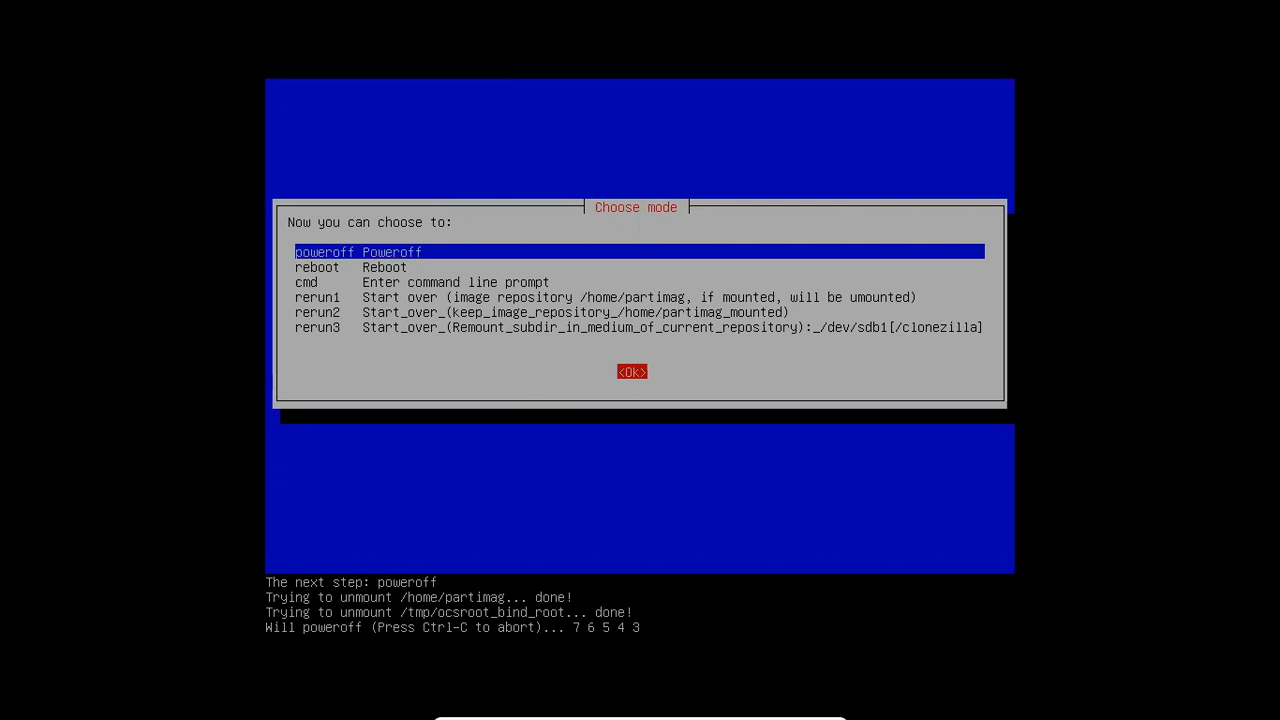 Choose mode
Now you can choose to:
poweroff Poweroff
reboot Reboot
cmd Enter command line prompt
rerun1 Start over (image repository /home/partimag, if mounted, will be umounted)
rerun2 Start_over_(keep_image_repository_/home/partimag_mounted)
rerun3 Start_over_(Remount_subdir_in_medium_of_current_repository):_/dev/sdb1[/clonezilla]
<Ok>
The next step: poweroff
Trying to unmount /home/partimag... done!
Trying to unmount /tmp/ocsroot_bind_root... done!
Will poweroff (Press Ctrl-C to abort)... 7 6 5 4 3